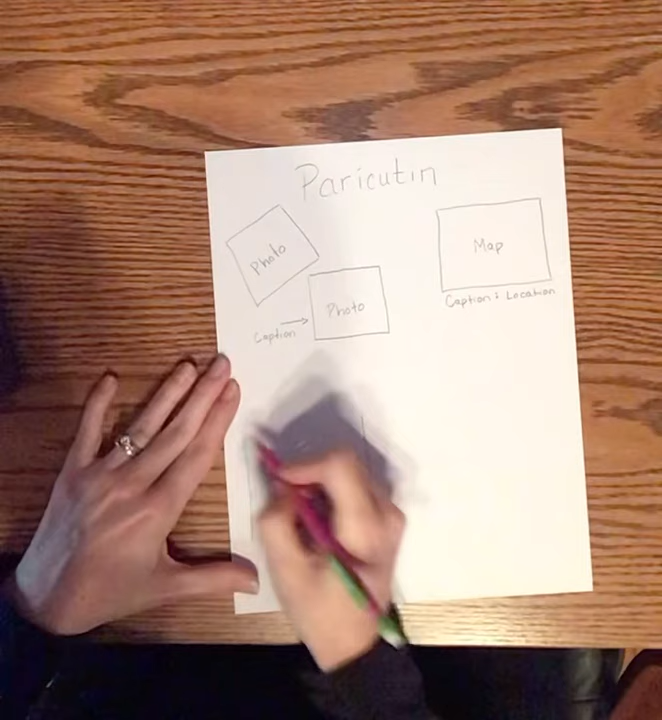 Paricutin
Photo
Photo
Caption
Map
Caption : Location